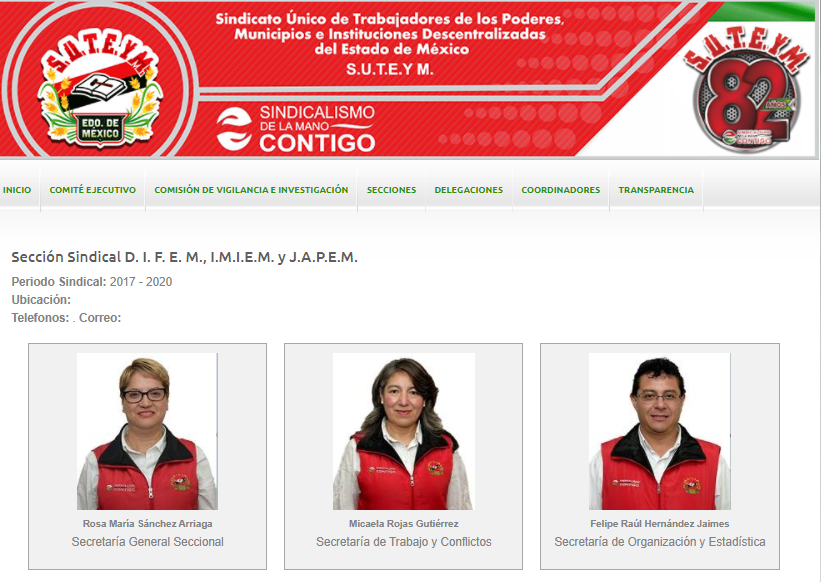 S.U.T.E.Y M.
EDO. DE
MÉXICO
Sindicato Único de Trabajadores de los Poderes,
Municipios e Instituciones Descentralizadas
del Estado de México
S.U.T.E.Y M.
SINDICALISMO
DE LA MANO
CONTIGO
S.U.T.E.Y M.
82
AÑOS
SINDICALISMO
CONTIGO
INICIO COMITÉ EJECUTIVO COMISIÓN DE VIGILANCIA E INVESTIGACIÓN SECCIONES DELEGACIONES COORDINADORES TRANSPARENCIA
Sección Sindical D. I. F. E. M., I.M.I.E.M. y J.A.P.E.M.
Periodo Sindical: 2017 - 2020
Ubicación:
Telefonos: . Correo:
Rosa María Sánchez Arriaga
Secretaría General Seccional
Micaela Rojas Gutiérrez
Secretaría de Trabajo y Conflictos
Felipe Raúl Hernández Jaimes
Secretaría de Organización y Estadística